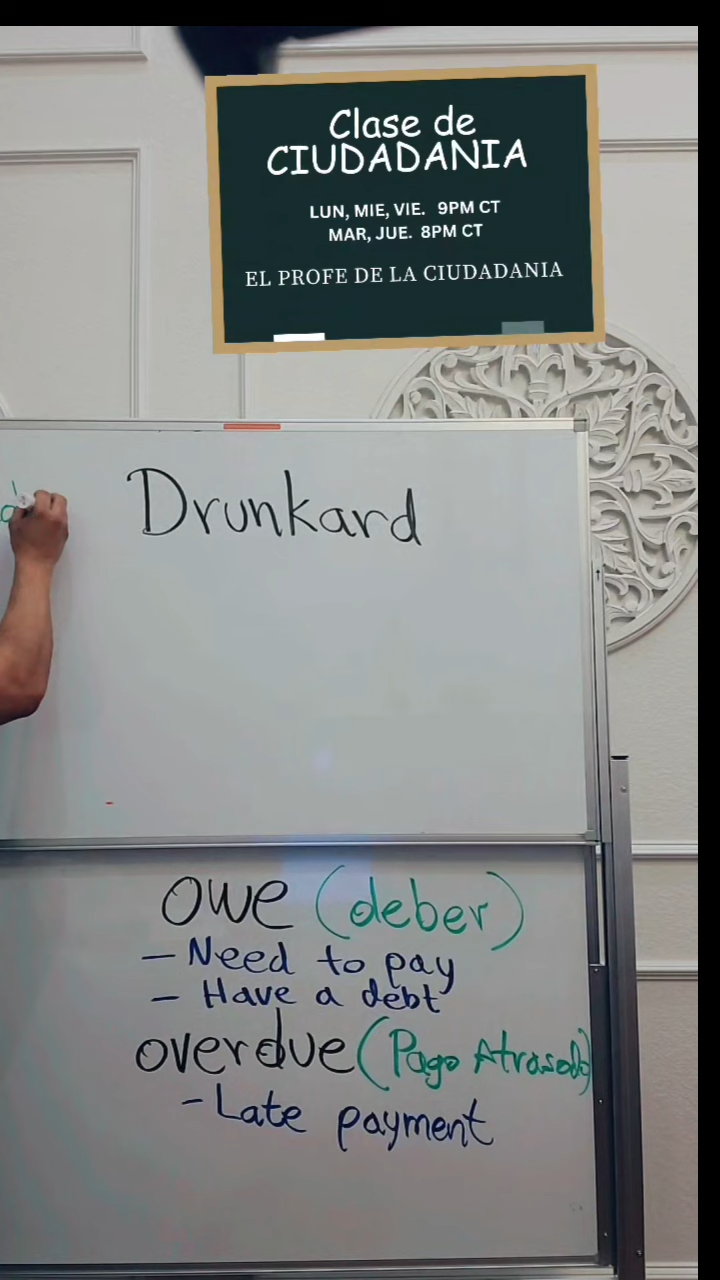 Clase de
CIUDADANIA
LUN, MIE, VIE. 9PM CT
MAR, JUE. 8PM CT
EL PROFE DE LA CIUDADANIA
Drunkard
owe (deber)
- Need to pay
- Have a debt
overdue (Pago Atrasado)
- Late payment